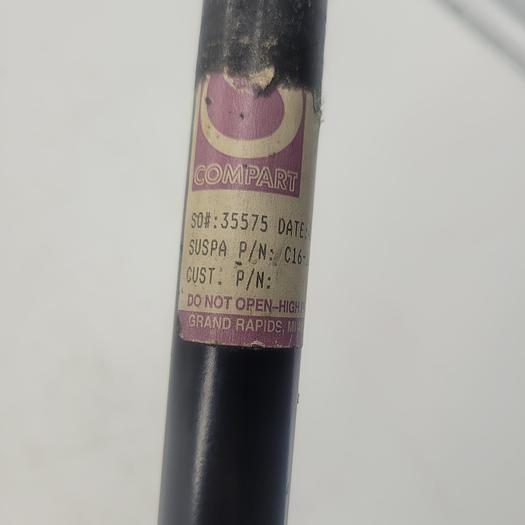 COMPART
SO#:35575 DATE:
SUSPA P/N: C16-
CUST. P/N:
DO NOT OPEN-HIGH
GRAND RAPIDS, MI